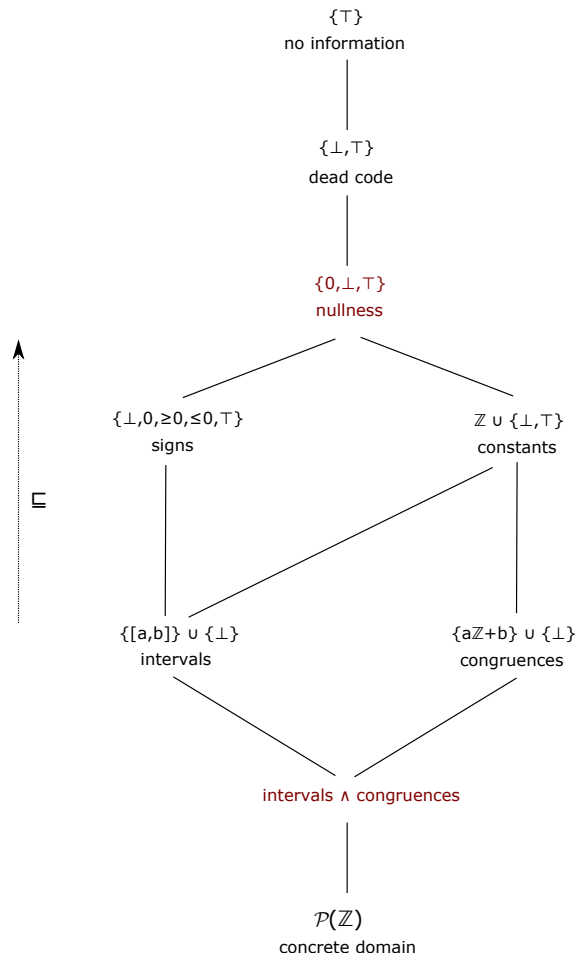 {⊤}
no information
{⊥,⊤}
dead code
{0,⊥,⊤}
nullness
{⊥,0,≥0,≤0,⊤}
signs
ℤ ∪ {⊥,⊤}
constants
⊑
{[a,b]} ∪ {⊥}
intervals
{aℤ+b} ∪ {⊥}
congruences
intervals ∧ congruences
𝒫(ℤ)
concrete domain